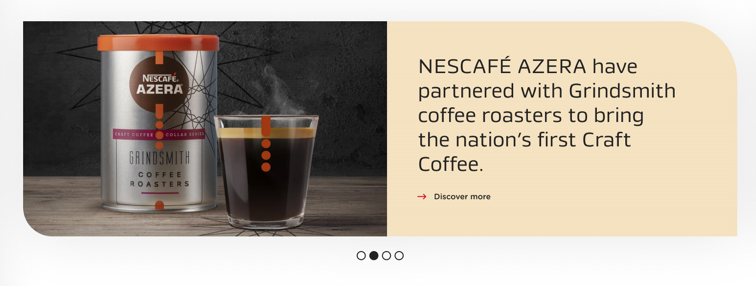 NESCAFÉ
AZERA
CRAFT COFFEE COLLAB SERIES
GRINDSMITH
COFFEE
ROASTERS
NESCAFÉ AZERA have
partnered with Grindsmith
coffee roasters to bring
the nation's first Craft
Coffee.
Discover more